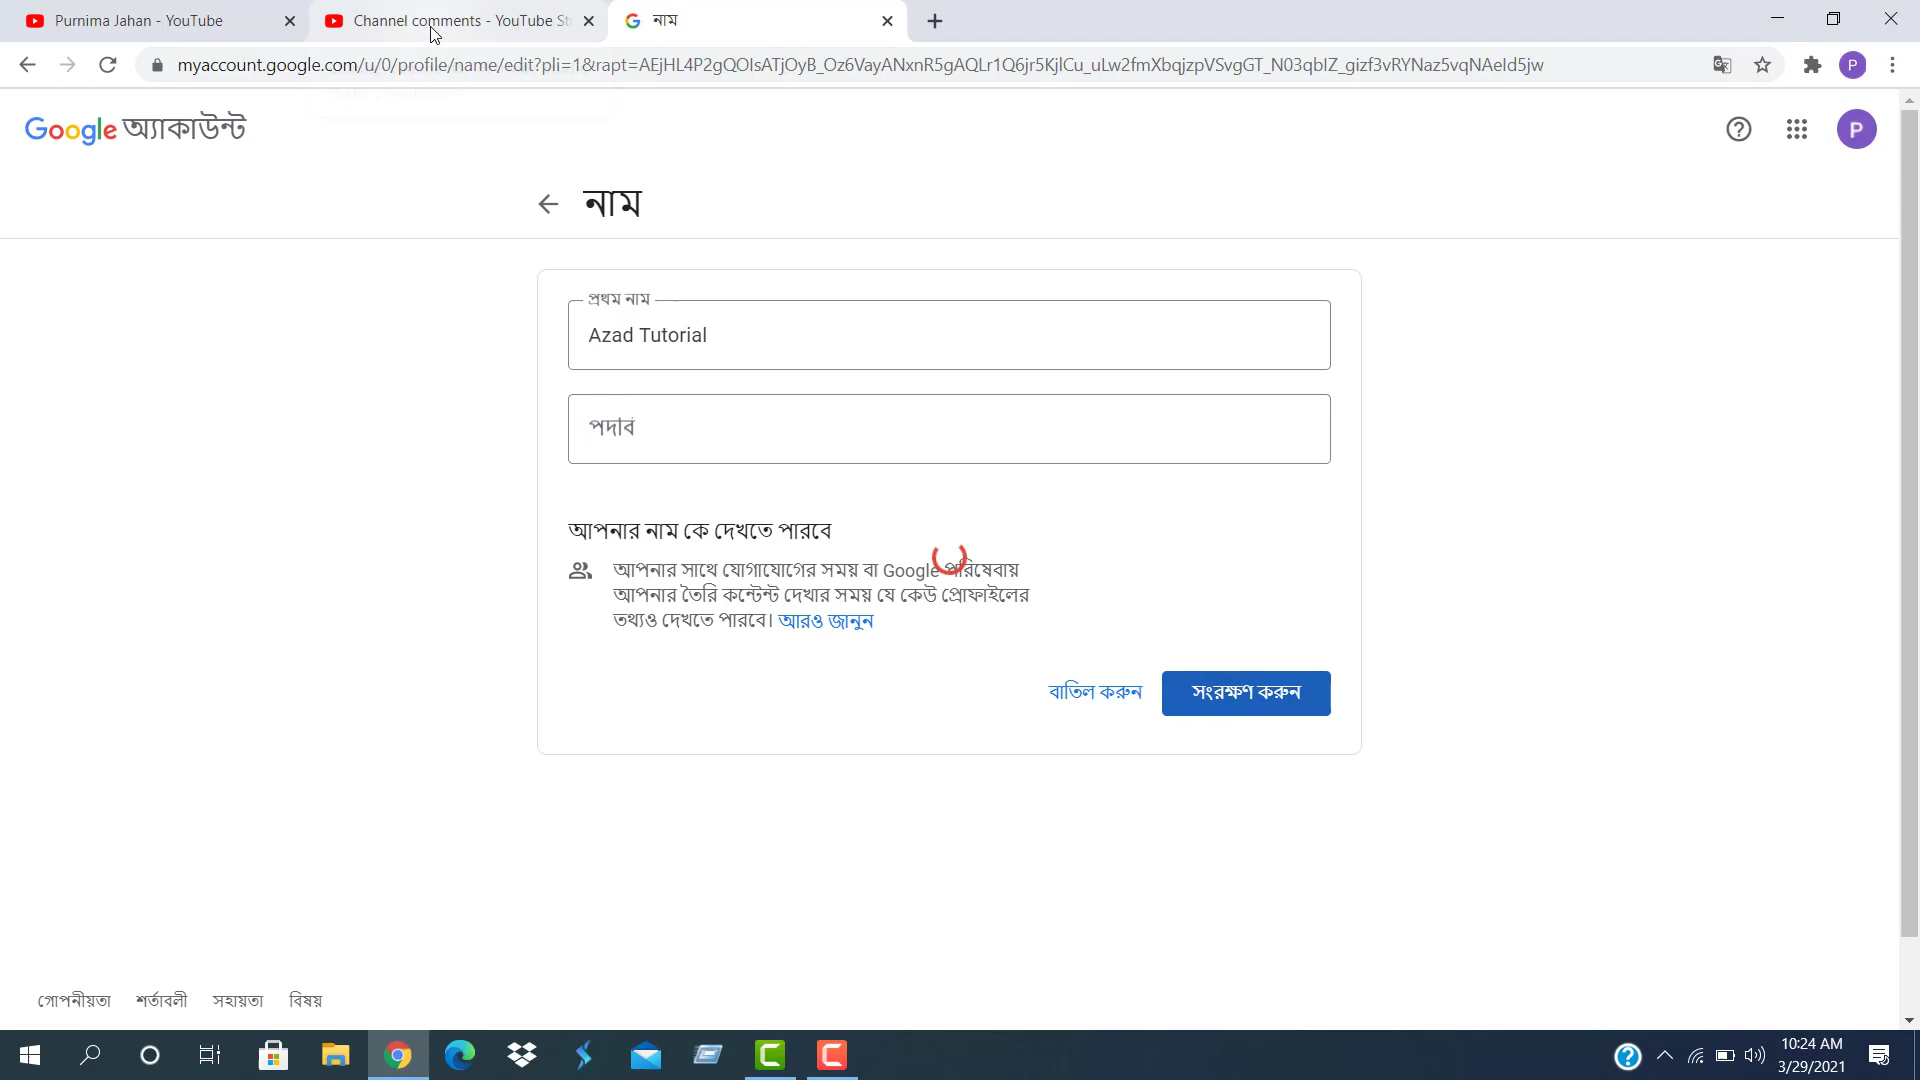 Purnima Jahan - YouTube
Channel comments - YouTube St
নাম
myaccount.google.com/u/0/profile/name/edit?pli=1&rapt=AEjHL4P2gQOIsATjOyB_Oz6VayANxnR5gAQLr1Q6jr5KjlCu_uLw2fmXbqjzpVSvgGT_N03qbIZ_gizf3vRYNaz5vqNAeId5jw
P
Google অ্যাকাউন্ট
P
নাম
প্রথম নাম
Azad Tutorial
পদবি
আপনার নাম কে দেখতে পারবে
আপনার সাথে যোগাযোগের সময় বা Google পরিষেবায়
আপনার তৈরি কন্টেন্ট দেখার সময় যে কেউ প্রোফাইলের
তথ্যও দেখতে পারবে। আরও জানুন
বাতিল করুন
সংরক্ষণ করুন
গোপনীয়তা শর্তাবলী সহায়তা বিষয়
10:24 AM
3/29/2021